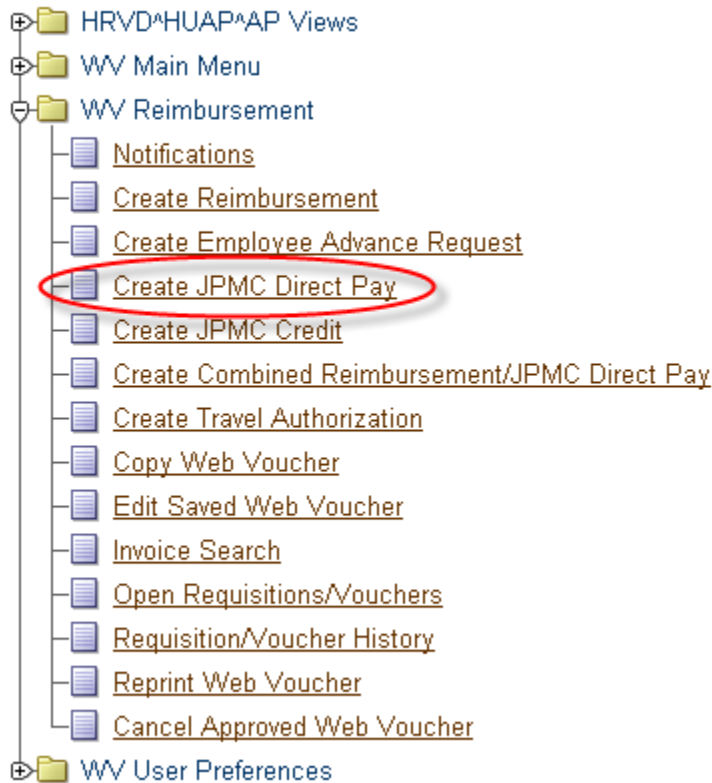 HRVD^HUAP^AP Views
WV Main Menu
WV Reimbursement
Notifications
Create Reimbursement
Create Employee Advance Request
Create JPMC Direct Pay
Create JPMC Credit
Create Combined Reimbursement/JPMC Direct Pay
Create Travel Authorization
Copy Web Voucher
Edit Saved Web Voucher
Invoice Search
Open Requisitions/Vouchers
Requisition/Voucher History
Reprint Web Voucher
Cancel Approved Web Voucher
WV User Preferences